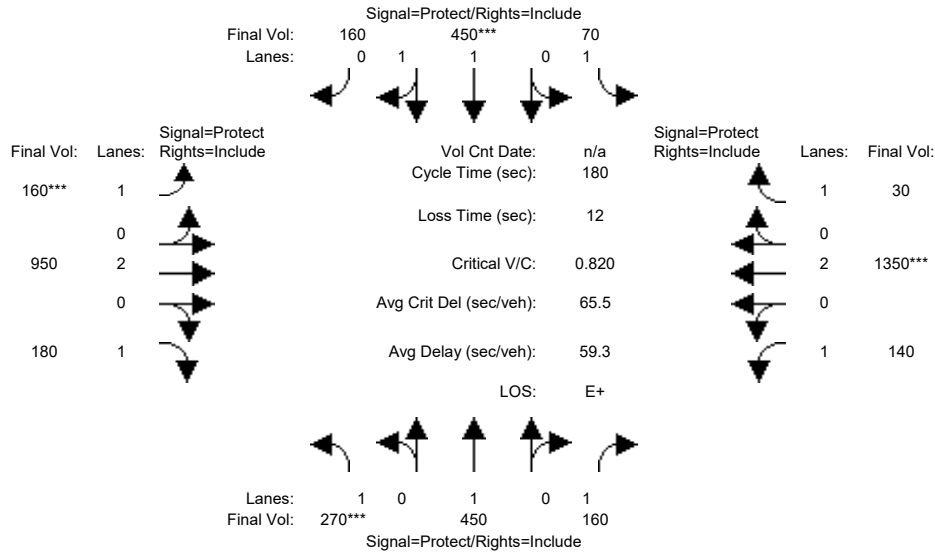 Signal=Protect/Rights=Include
Final Vol: 160 450*** 70
Lanes: 0 1 1 0 1
Signal=Protect Signal=Protect
Final Vol: Lanes: Rights=Include Vol Cnt Date: n/a Rights=Include Lanes: Final Vol:
Cycle Time (sec): 180
160*** 1 1 30
Loss Time (sec): 12
0 0
950 2 Critical V/C: 0.820 2 1350***
0 Avg Crit Del (sec/veh): 65.5 0
180 1 Avg Delay (sec/veh): 59.3 1 140
LOS: E+
Lanes: 1 0 1 0 1
Final Vol: 270*** 450 160
Signal=Protect/Rights=Include